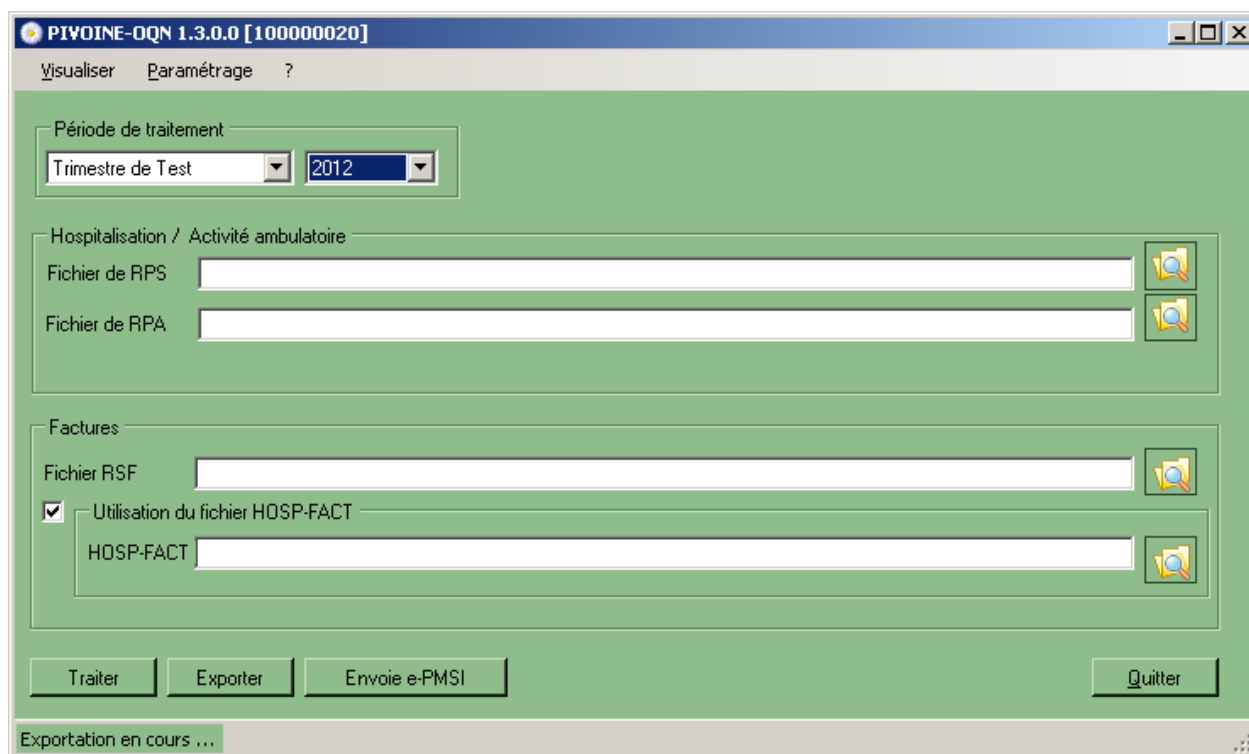 PIVOINE-OQN 1.3.0.0 [100000020]
Visualiser Paramétrage ?
Période de traitement
Trimestre de Test 2012
Hospitalisation / Activité ambulatoire
Fichier de RPS
Fichier de RPA
Factures
Fichier RSF
Utilisation du fichier HOSP-FACT
HOSP-FACT
Traiter Exporter Envoie e-PMSI Quitter
Exportation en cours ...